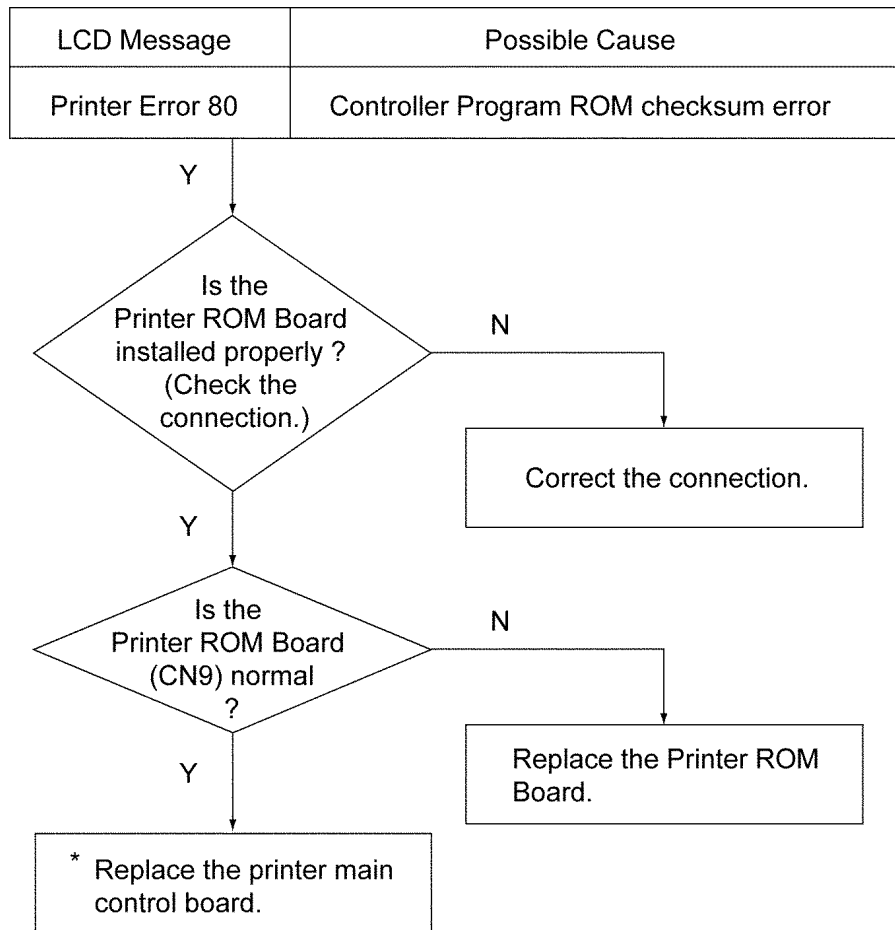 LCD Message
Possible Cause
Printer Error 80
Controller Program ROM checksum error
Y
Is the
Printer ROM Board
installed properly ?
(Check the
connection.)
N
Correct the connection.
Y
Is the
Printer ROM Board
(CN9) normal
?
N
Replace the Printer ROM
Board.
Y
* Replace the printer main
control board.